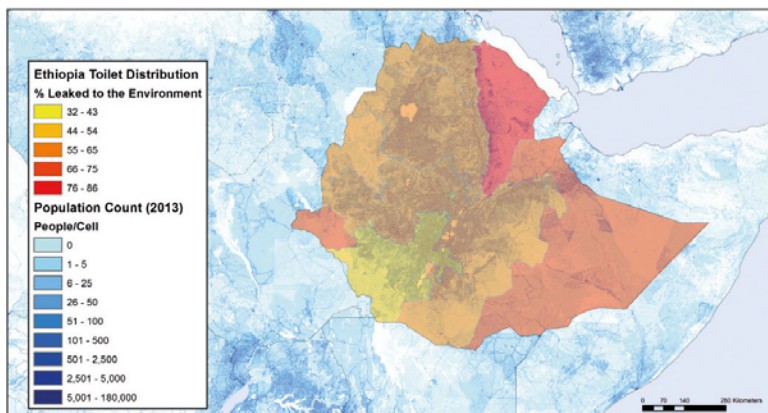 Ethiopia Toilet Distribution
% Leaked to the Environment
32 - 43
44 - 54
55 - 65
66 - 75
76 - 86
Population Count (2013)
People/Cell
0
1 - 5
6 - 25
26 - 50
51 - 100
101 - 500
501 - 2,500
2,501 - 5,000
5,001 - 180,000
0 70 140 280 Kilometers